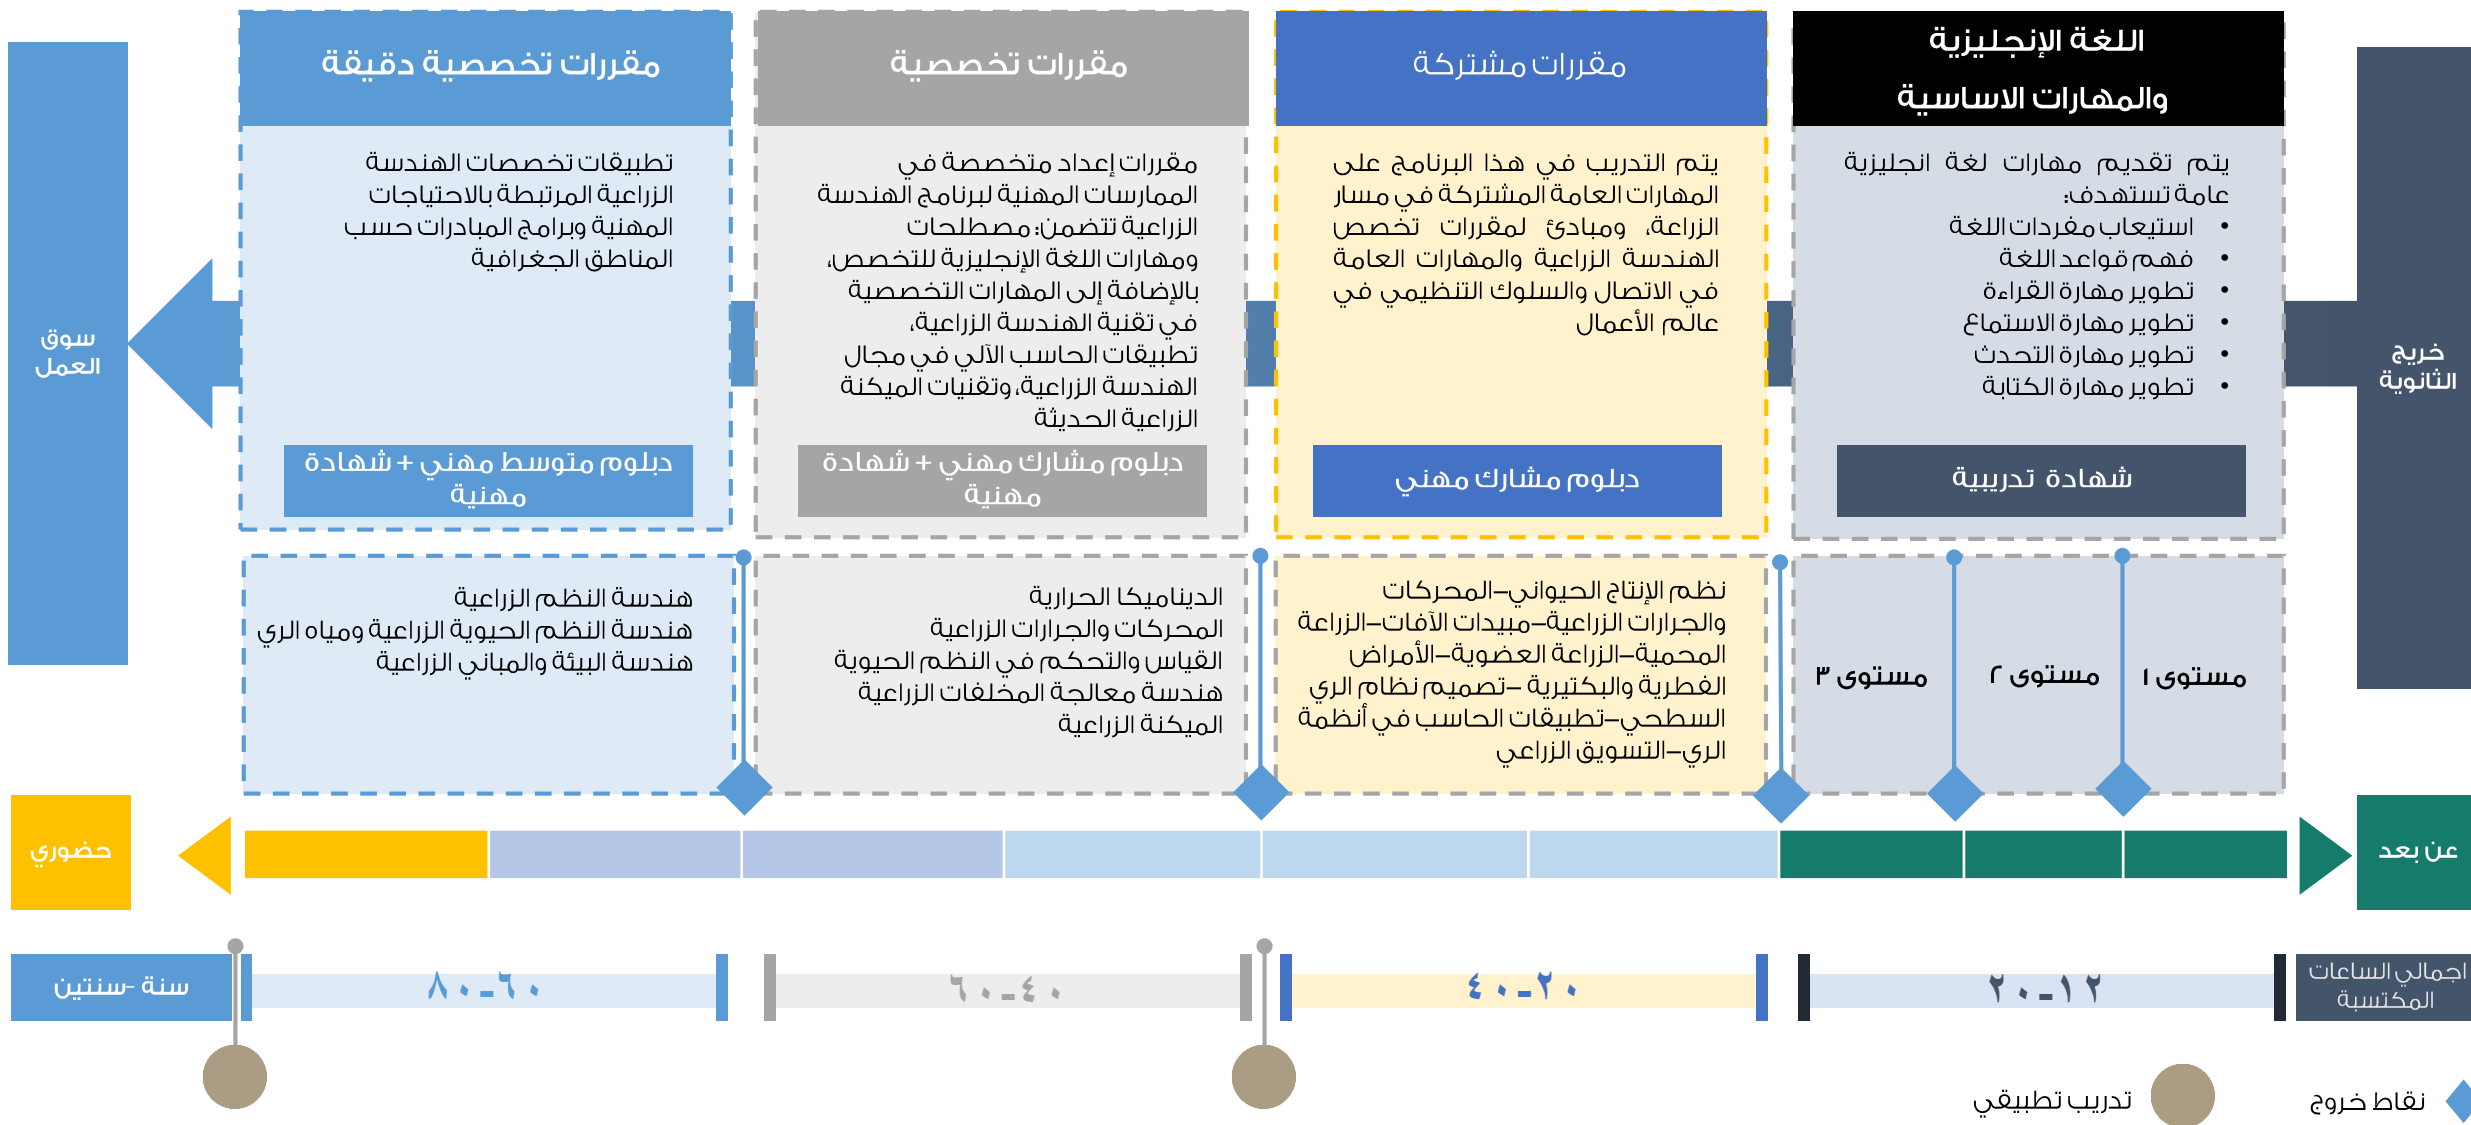 خريج
الثانوية
اللغة الإنجليزية
والمهارات الاساسية
يتم تقديم مهارات لغة انجليزية
عامة تستهدف:
• استيعاب مفردات اللغة
• فهم قواعد اللغة
• تطوير مهارة القراءة
• تطوير مهارة الاستماع
• تطوير مهارة التحدث
• تطوير مهارة الكتابة
شهادة تدريبية
مقررات مشتركة
يتم التدريب في هذا البرنامج على
المهارات العامة المشتركة في مسار
الزراعة، ومبادئ لمقررات تخصص
الهندسة الزراعية والمهارات العامة
في الاتصال والسلوك التنظيمي في
عالم الأعمال
دبلوم مشارك مهني
مقررات تخصصية
مقررات إعداد متخصصة في
الممارسات المهنية لبرنامج الهندسة
الزراعية تتضمن: مصطلحات
ومهارات اللغة الإنجليزية للتخصص،
بالإضافة إلى المهارات التخصصية
في تقنية الهندسة الزراعية،
تطبيقات الحاسب الآلي في مجال
الهندسة الزراعية، وتقنيات الميكنة
الزراعية الحديثة
دبلوم مشارك مهني + شهادة
مهنية
مقررات تخصصية دقيقة
تطبيقات تخصصات الهندسة
الزراعية المرتبطة بالاحتياجات
المهنية وبرامج المبادرات حسب
المناطق الجغرافية
دبلوم متوسط مهني + شهادة
مهنية
سوق
العمل
مستوى ١
مستوى ٢
مستوى ٣
نظم الإنتاج الحيواني–المحركات
والجرارات الزراعية–مبيدات الآفات–الزراعة
المحمية–الزراعة العضوية–الأمراض
الفطرية والبكتيرية –تصميم نظام الري
السطحي–تطبيقات الحاسب في أنظمة
الري–التسويق الزراعي
الديناميكا الحرارية
المحركات والجرارات الزراعية
القياس والتحكم في النظم الحيوية
هندسة معالجة المخلفات الزراعية
الميكنة الزراعية
هندسة النظم الزراعية
هندسة النظم الحيوية الزراعية ومياه الري
هندسة البيئة والمباني الزراعية
عن بعد
حضوري
اجمالي الساعات
المكتسبة
١٢-٢٠
٢٠-٤٠
٤٠-٦٠
٦٠-٨٠
سنة -سنتين
نقاط خروج
تدريب تطبيقي